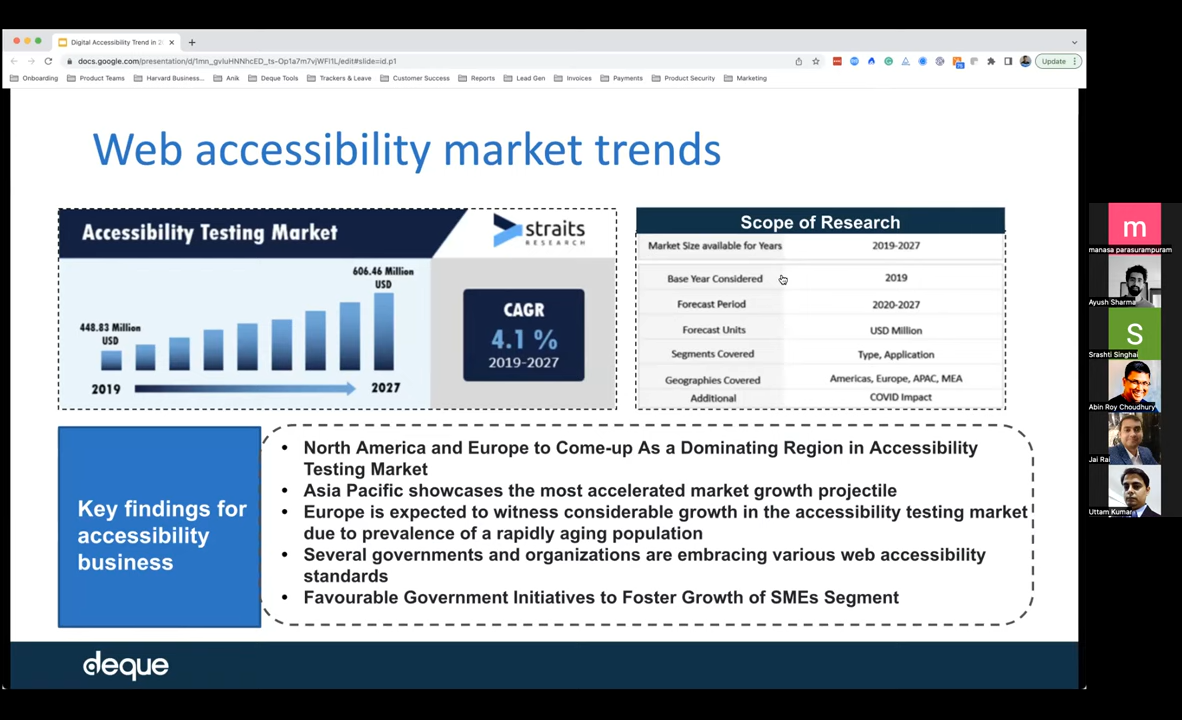 Digital Accessibility Trend in 2
docs.google.com/presentation/d/1mn_gvIuHNNhcED_ts-Op1a7m7vjWFI1L/edit#slide=id.p1
Update
Onboarding
Product Teams
Harvard Business...
Anik
Deque Tools
Trackers & Leave
Customer Success
Reports
Lead Gen
Invoices
Payments
Product Security
Marketing
Web accessibility market trends
Accessibility Testing Market
straits
RESEARCH
606.46 Million
USD
448.83 Million
USD
2019
2027
CAGR
4.1 %
2019-2027
Scope of Research
Market Size available for Years 2019-2027
Base Year Considered 2019
Forecast Period 2020-2027
Forecast Units USD Million
Segments Covered Type, Application
Geographies Covered Americas, Europe, APAC, MEA
Additional COVID Impact
Key findings for
accessibility
business
• North America and Europe to Come-up As a Dominating Region in Accessibility
Testing Market
• Asia Pacific showcases the most accelerated market growth projectile
• Europe is expected to witness considerable growth in the accessibility testing market
due to prevalence of a rapidly aging population
• Several governments and organizations are embracing various web accessibility
standards
• Favourable Government Initiatives to Foster Growth of SMEs Segment
deque
m
manasa parasurampuram
Ayush Sharma
S
Srashti Singhai
Abin Roy Choudhury
Jai Rai
Uttam Kumar